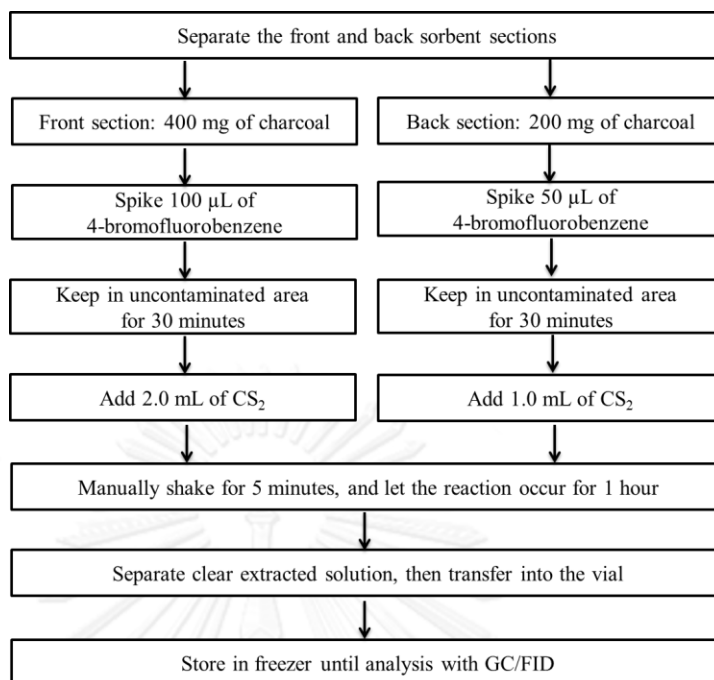 Separate the front and back sorbent sections
Front section: 400 mg of charcoal
Back section: 200 mg of charcoal
Spike 100 µL of
4-bromofluorobenzene
Spike 50 µL of
4-bromofluorobenzene
Keep in uncontaminated area
for 30 minutes
Keep in uncontaminated area
for 30 minutes
Add 2.0 mL of CS₂
Add 1.0 mL of CS₂
Manually shake for 5 minutes, and let the reaction occur for 1 hour
Separate clear extracted solution, then transfer into the vial
Store in freezer until analysis with GC/FID